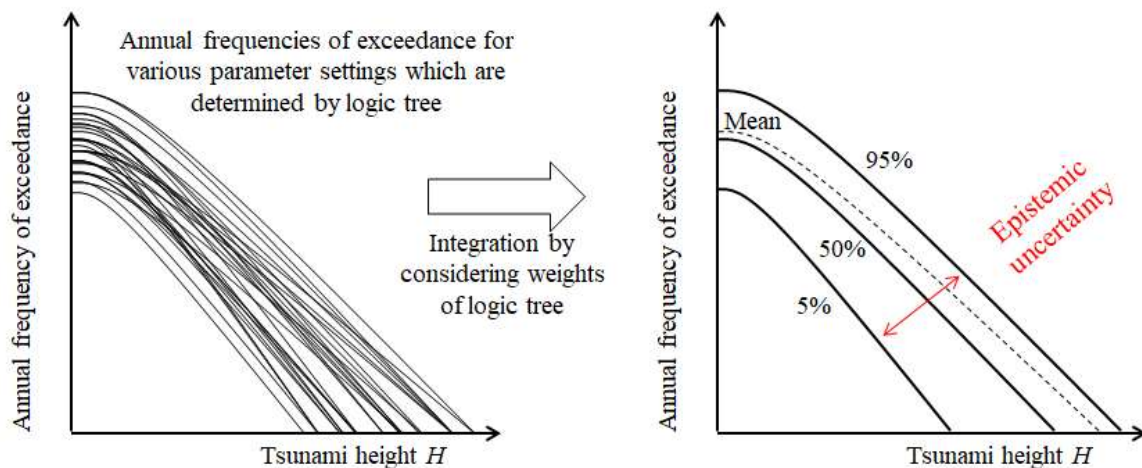 Annual frequency of exceedance
Annual frequencies of exceedance for
various parameter settings which are
determined by logic tree
Tsunami height H
Integration by
considering weights
of logic tree
Annual frequency of exceedance
Mean
95%
50%
5%
Epistemic
uncertainty
Tsunami height H